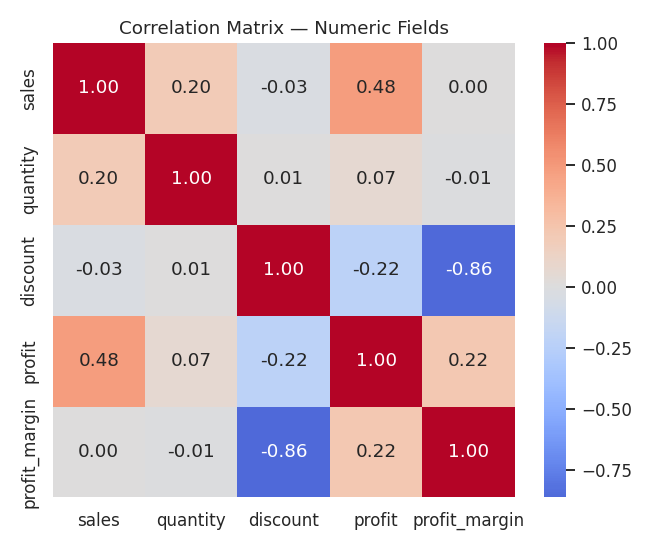 Correlation Matrix — Numeric Fields
sales 1.00 0.20 -0.03 0.48 0.00
quantity 0.20 1.00 0.01 0.07 -0.01
discount -0.03 0.01 1.00 -0.22 -0.86
profit 0.48 0.07 -0.22 1.00 0.22
profit_margin 0.00 -0.01 -0.86 0.22 1.00
sales quantity discount profit profit_margin
1.00
0.75
0.50
0.25
0.00
−0.25
−0.50
−0.75